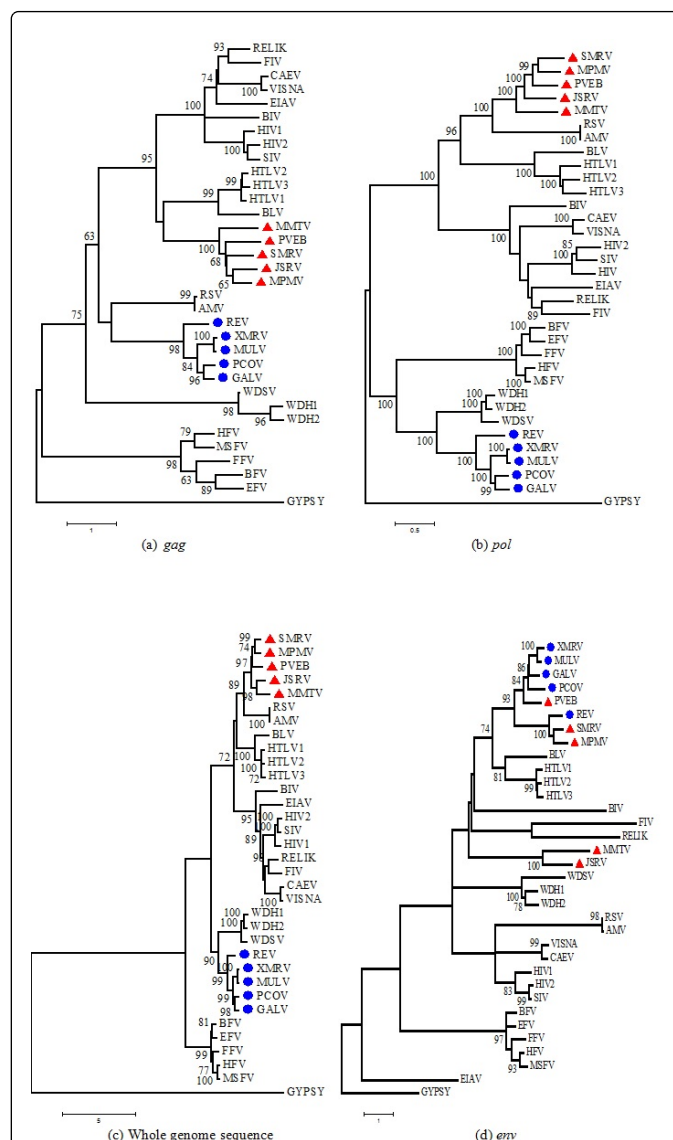 93
RELIK
FIV
74
CAEV
100
VISNA
EIAV
100
BIV
HIV1
100
HIV2
SIV
95
HTLV2
99
HTLV3
99
HTLV1
BLV
MMTV
100
PVEB
68
SMRV
JSRV
65
MPMV
63
99
RSV
AMV
75
REV
100
XMRV
98
MULV
84
PCOV
96
GALV
WDSV
98
WDH1
96
WDH2
79
HFV
MSFV
98
FFV
63
BFV
89
EFV
GYPSY
1
(a) gag
SMRV
99
MPMV
100
PVEB
100
JSRV
100
MMTV
RSV
96
100
AMV
BLV
100
HTLV1
100
HTLV2
HTLV3
100
BIV
CAEV
100
100
VISNA
85
HIV2
100
SIV
HIV
EIAV
RELIK
89
FIV
100
BFV
EFV
100
FFV
HFV
100
MSFV
100
100
WDH1
100
WDH2
WDSV
100
REV
100
XMRV
100
MULV
100
PCOV
99
GALV
GYPSY
0.5
(b) pol
99
SMRV
74
MPMV
97
PVEB
89
JSRV
98
MMTV
RSV
AMV
72
BLV
100
HTLV1
100
HTLV2
72
HTLV3
BIV
EIAV
95
100
HIV2
100
SIV
89
HIV1
98
RELIK
FIV
CAEV
100
VISNA
100
WDH1
100
WDH2
WDSV
90
REV
100
XMRV
99
MULV
99
PCOV
98
GALV
81
BFV
EFV
99
FFV
77
HFV
100
MSFV
GYPSY
5
(c) Whole genome sequence
100
XMRV
86
MULV
84
GALV
PCOV
93
PVEB
REV
74
SMRV
100
MPMV
BLV
81
HTLV1
99
HTLV2
HTLV3
BIV
FIV
RELIK
MMTV
100
JSRV
WDSV
100
WDH1
78
WDH2
98
RSV
AMV
99
VISNA
CAEV
HIV1
83
HIV2
99
SIV
BFV
97
EFV
FFV
HFV
93
MSFV
EIAV
GYPSY
1
(d) env